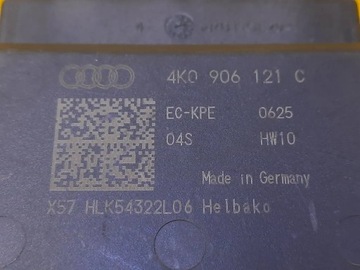 4K0 906 121 C
EC-KPE 0625
04S HW10
Made in Germany
X57 HLK54322L06 Helbako